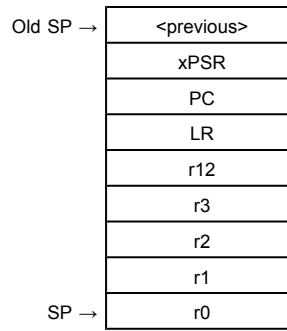 Old SP → <previous>
xPSR
PC
LR
r12
r3
r2
r1
SP → r0